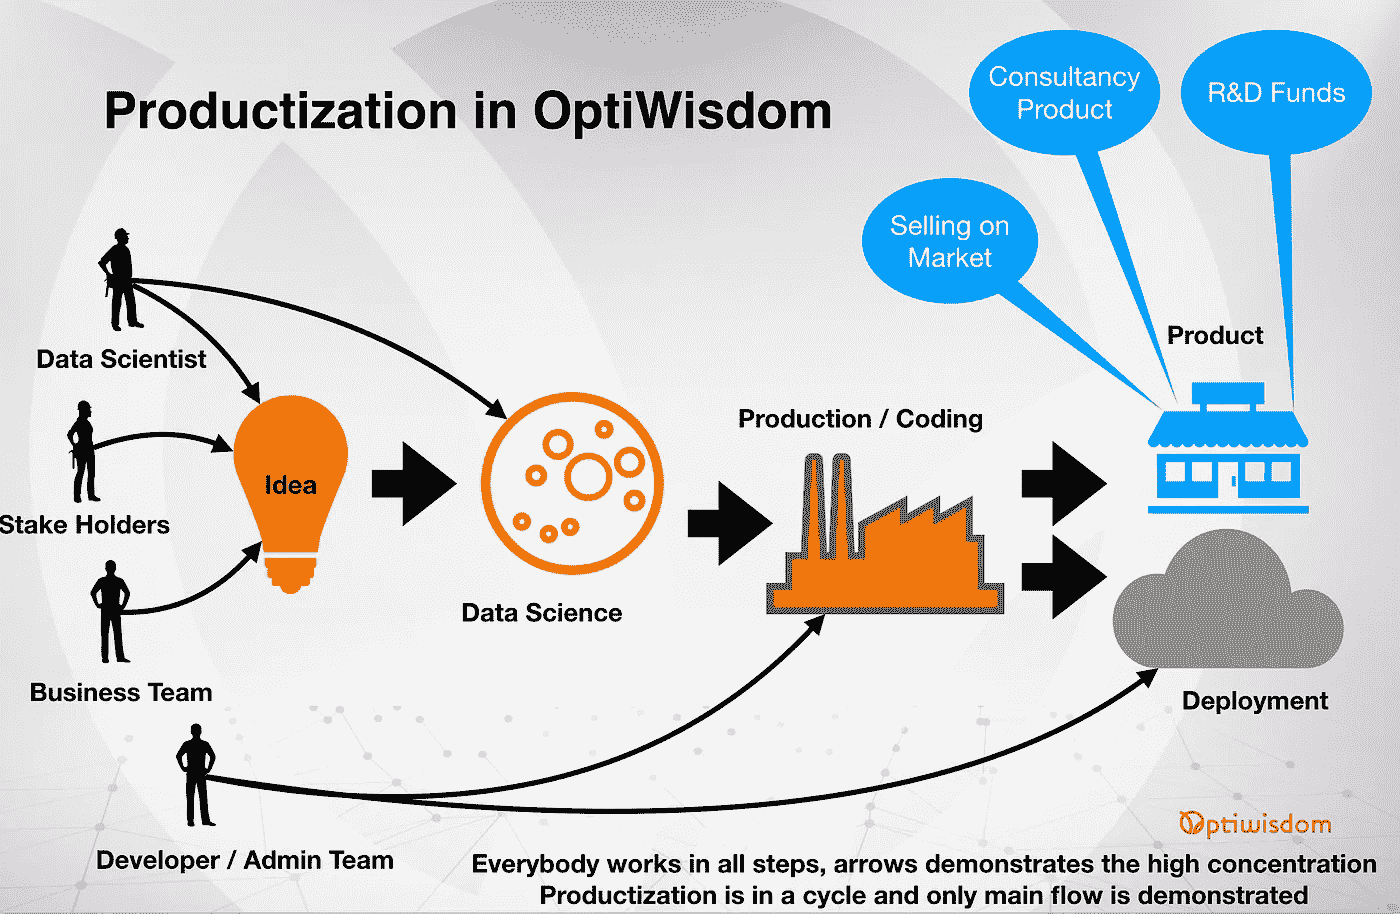 Productization in OptiWisdom
Consultancy
Product
R&D Funds
Selling on
Market
Data Scientist
Stake Holders
Business Team
Developer / Admin Team
Idea
Data Science
Production / Coding
Product
Deployment
Optiwisdom
Everybody works in all steps, arrows demonstrates the high concentration
Productization is in a cycle and only main flow is demonstrated